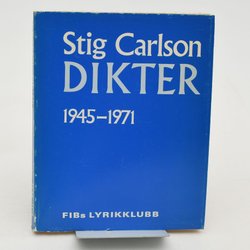 Stig Carlson
DIKTER
1945–1971
FIBs LYRIKKLUBB